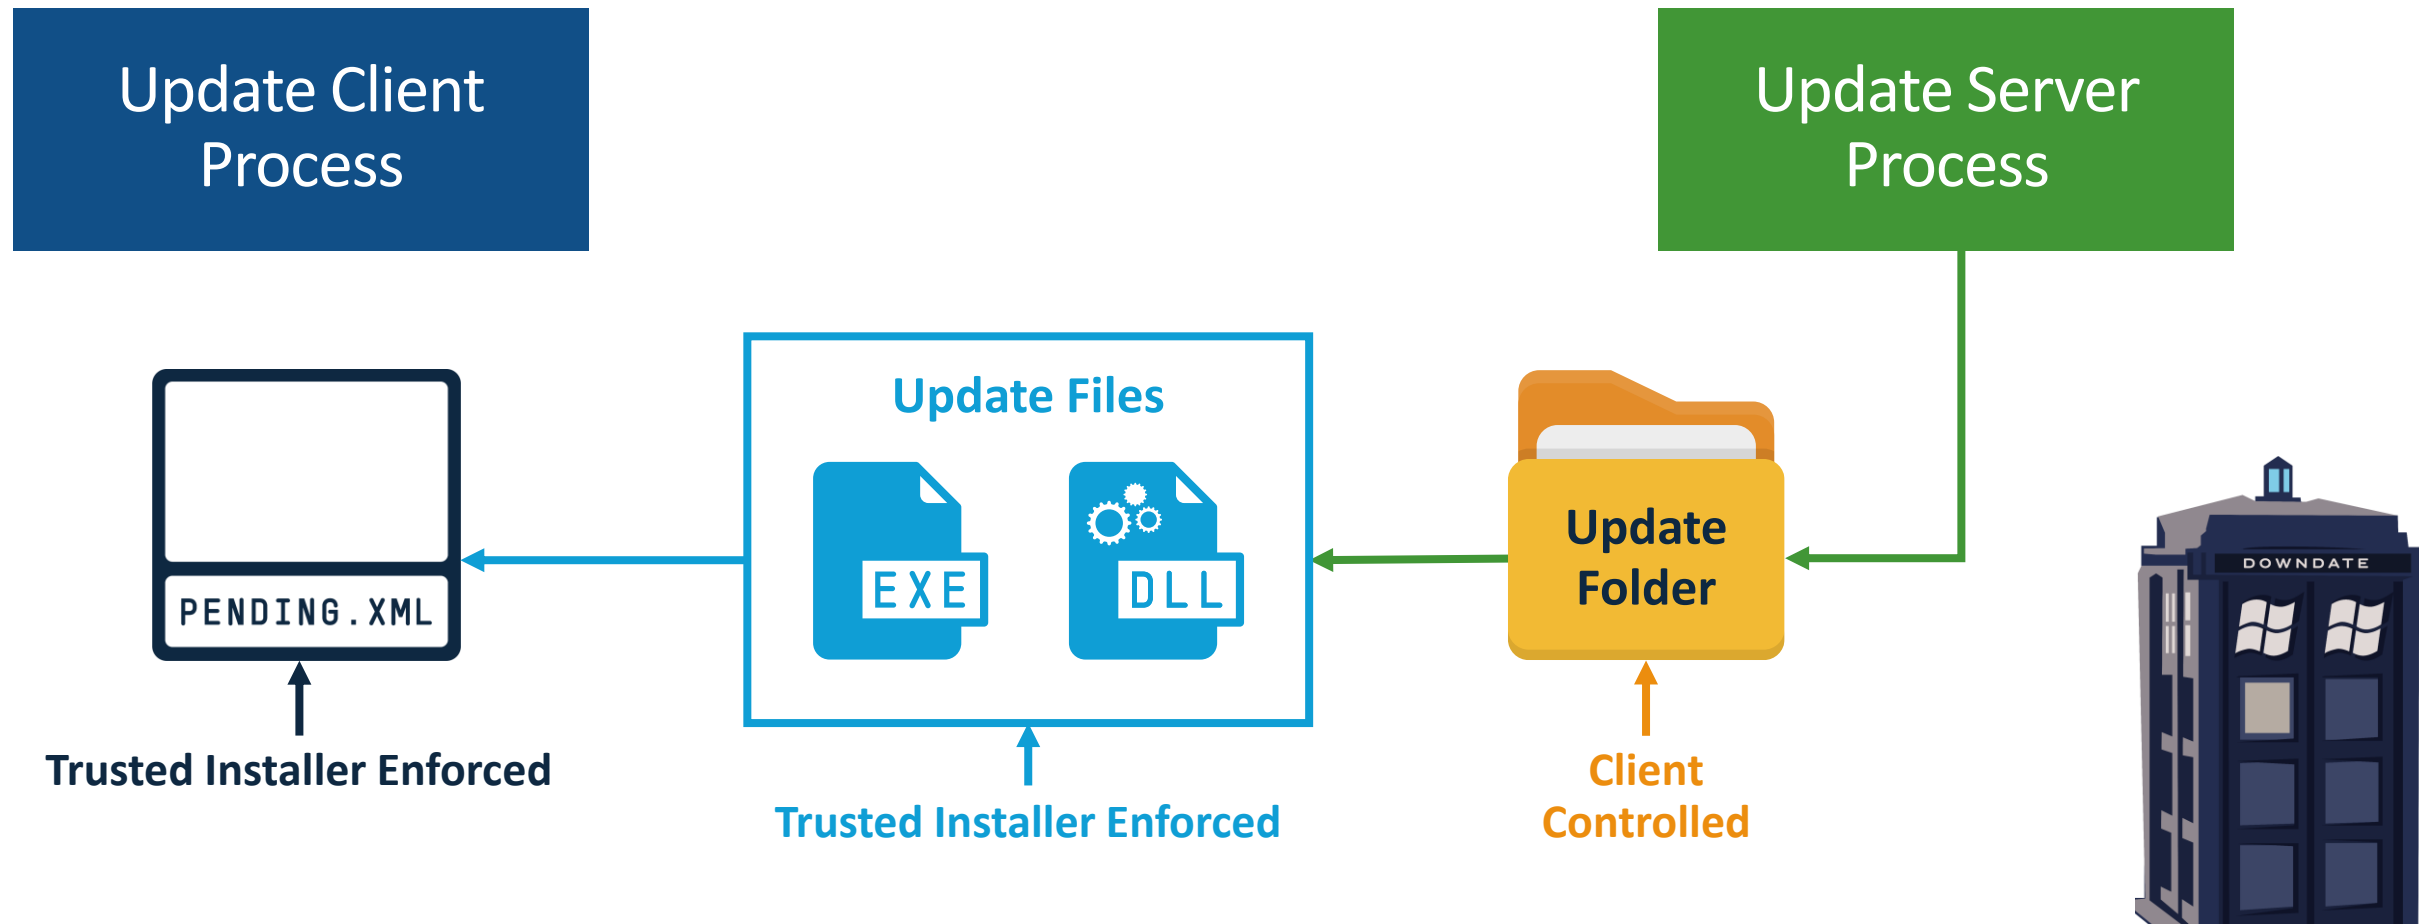 Update Client
Process
Update Server
Process
Update Files
EXE
DLL
Update
Folder
PENDING.XML
Trusted Installer Enforced
Trusted Installer Enforced
Client
Controlled
DOWNDATE